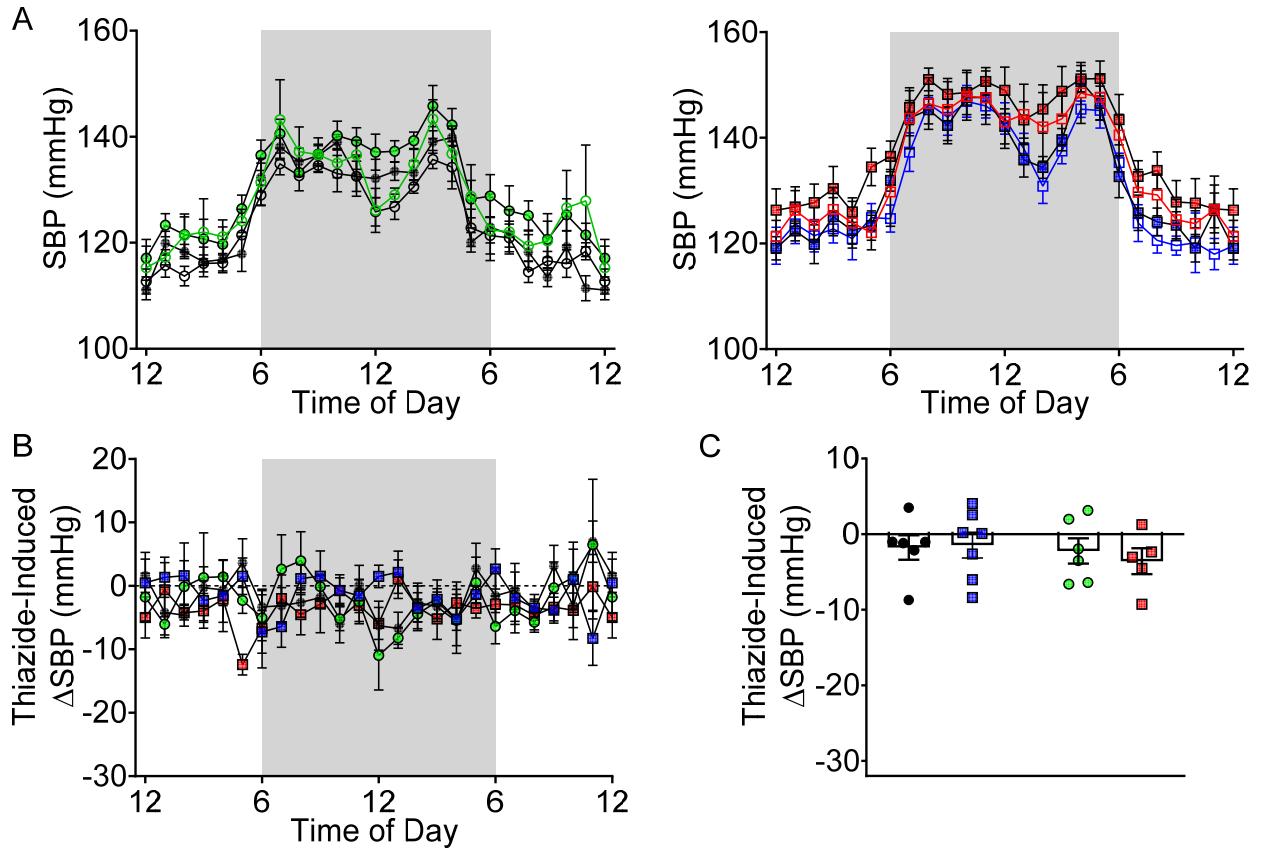 A
160
140
120
100
SBP (mmHg)
12 6 12 6 12
Time of Day
160
140
120
100
SBP (mmHg)
12 6 12 6 12
Time of Day
B
20
10
0
-10
-20
-30
Thiazide-Induced
ΔSBP (mmHg)
12 6 12 6 12
Time of Day
C
10
0
-10
-20
-30
Thiazide-Induced
ΔSBP (mmHg)